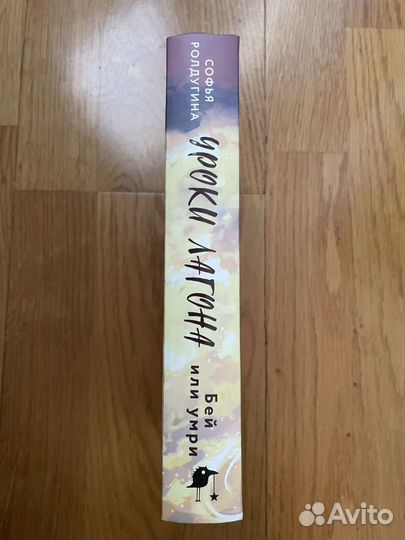 СОФЬЯ
РОЛДУГИНА
УРОКИ ЛАГОНА
Бей
или умри
Avito